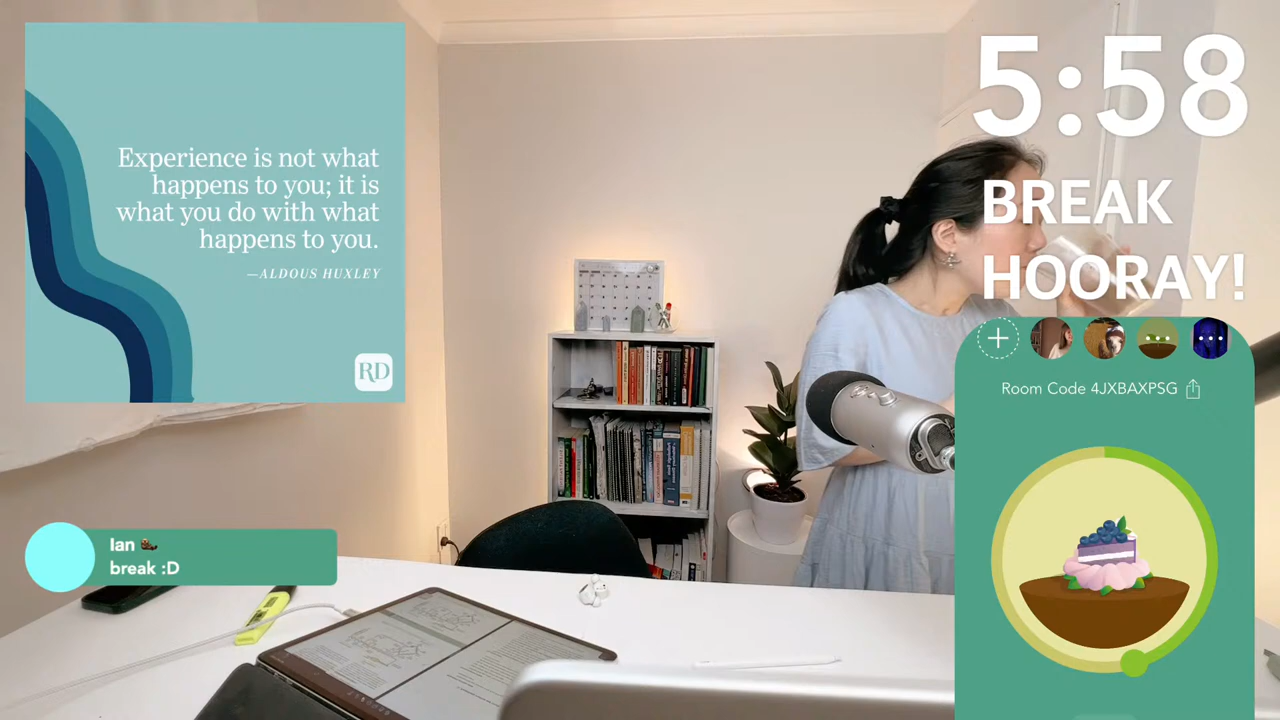 Experience is not what
happens to you; it is
what you do with what
happens to you.
—ALDOUS HUXLEY
RD
5:58
BREAK
HOORAY!
Room Code 4JXBAXPSG
Ian
break :D